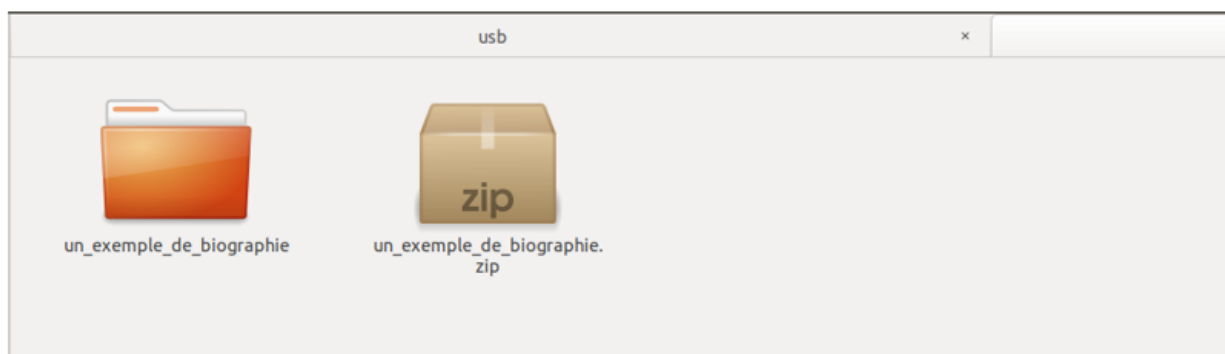 usb ×
zip
un_exemple_de_biographie
un_exemple_de_biographie.
zip